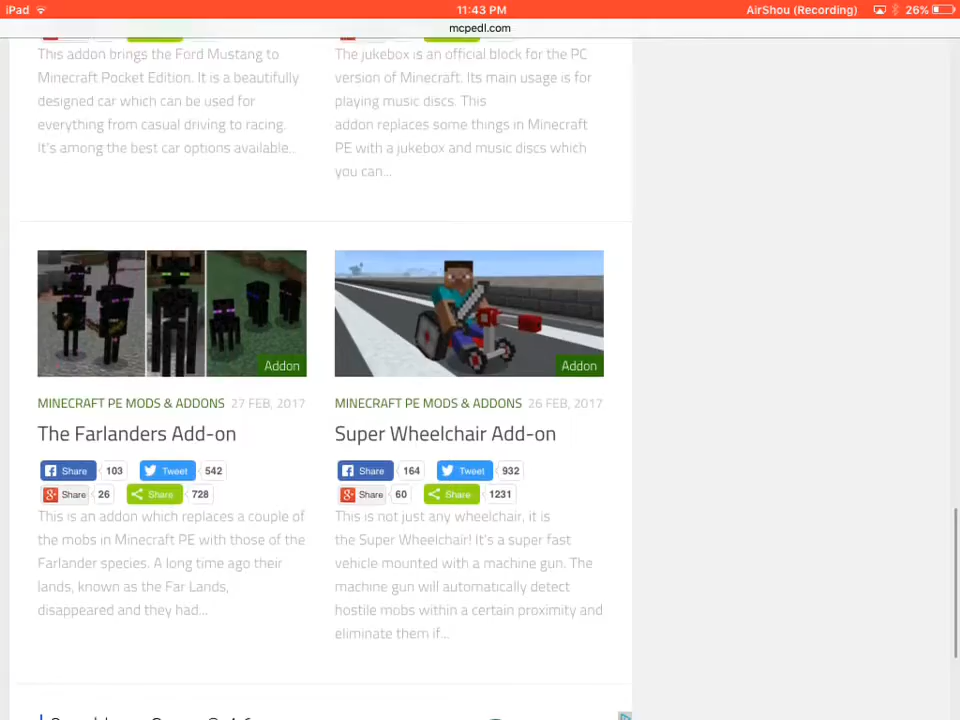 iPad
11:43 PM
AirShou (Recording)
26%
mcpedl.com
This addon brings the Ford Mustang to
Minecraft Pocket Edition. It is a beautifully
designed car which can be used for
everything from casual driving to racing.
It's among the best car options available..
The jukebox is an official block for the PC
version of Minecraft. Its main usage is for
playing music discs. This
addon replaces some things in Minecraft
PE with a jukebox and music discs which
you can...
Addon
MINECRAFT PE MODS & ADDONS 27 FEB, 2017
The Farlanders Add-on
Share 103 Tweet 542
Share 26 Share 728
This is an addon which replaces a couple of
the mobs in Minecraft PE with those of the
Farlander species. A long time ago their
lands, known as the Far Lands,
disappeared and they had...
Addon
MINECRAFT PE MODS & ADDONS 26 FEB, 2017
Super Wheelchair Add-on
Share 164 Tweet 932
Share 60 Share 1231
This is not just any wheelchair, it is
the Super Wheelchair! It's a super fast
vehicle mounted with a machine gun. The
machine gun will automatically detect
hostile mobs within a certain proximity and
eliminate them if...